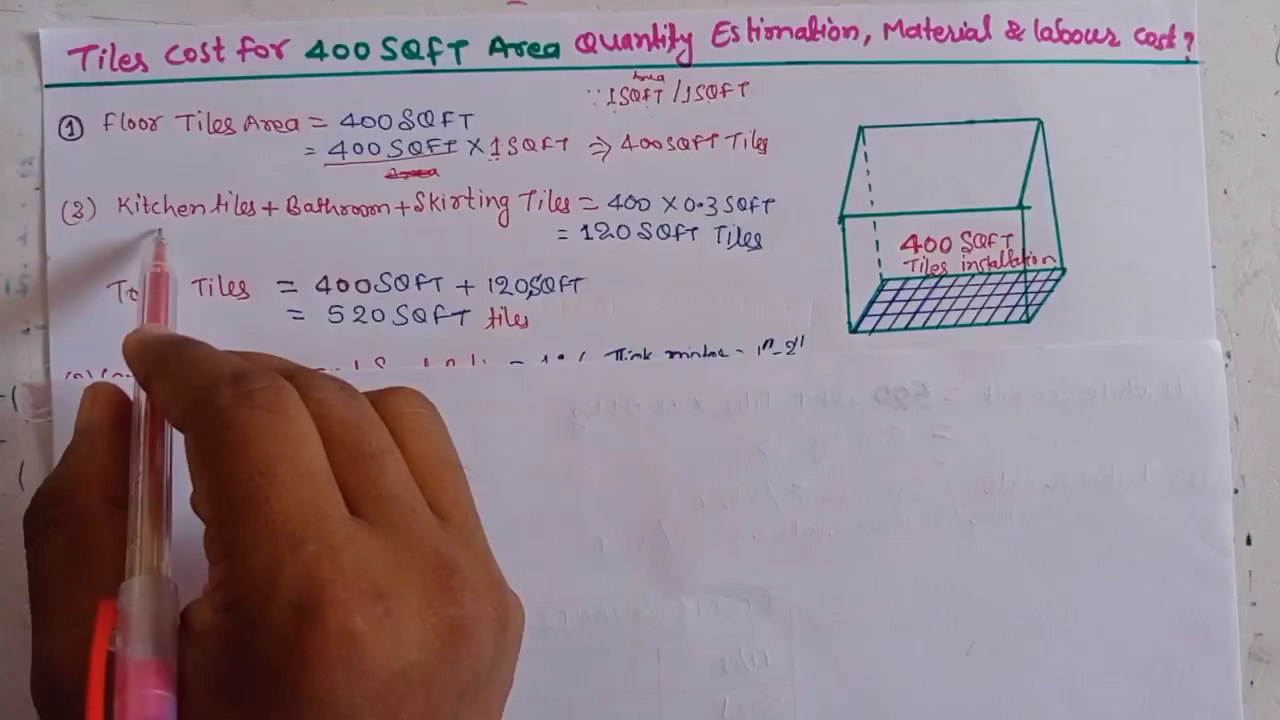 Tiles Cost for 400 SQFT Area Quantity Estimation, Material & labour Cost?
Area
∵ 1SQFT /1SQFT
① Floor Tiles Area = 400 SQFT
= 400 SQFT × 1 SQFT ⇒ 400 SQFT Tiles
(2) Kitchen tiles + Bathroom + Skirting Tiles = 400 × 0.3 SQFT
= 120 SQFT Tiles
Tiles = 400 SQFT + 120 SQFT
= 520 SQFT tiles
400 SQFT
Tiles installation